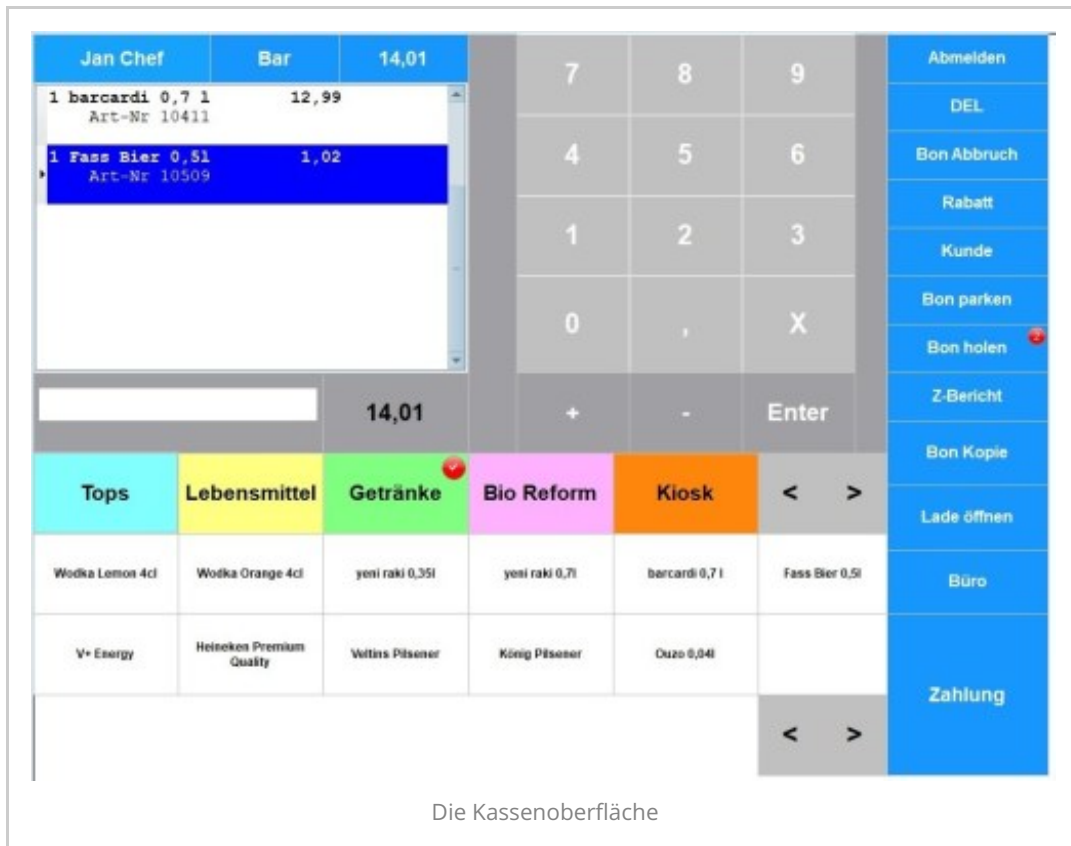 Jan Chef Bar 14,01
1 barcardi 0,7 l 12,99
Art-Nr 10411
1 Fass Bier 0,5l 1,02
Art-Nr 10509
14,01
7 8 9
4 5 6
1 2 3
0 , X
+ - Enter
Abmelden
DEL
Bon Abbruch
Rabatt
Kunde
Bon parken
Bon holen 2
Z-Bericht
Bon Kopie
Lade öffnen
Büro
Zahlung
Tops Lebensmittel Getränke Bio Reform Kiosk < >
Wodka Lemon 4cl Wodka Orange 4cl yeni raki 0,35l yeni raki 0,7l barcardi 0,7 l Fass Bier 0,5l
V+ Energy Heineken Premium Quality Veltins Pilsener König Pilsener Ouzo 0,04l
< >
Die Kassenoberfläche